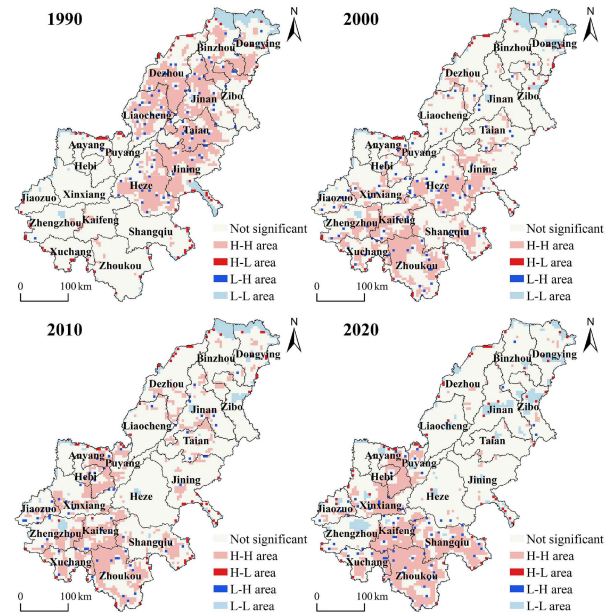 1990
N
Binzhou
Dongying
Dezhou
Jinan
Zibo
Liaocheng
Taian
Anyang
Puyang
Hebi
Jining
Heze
Jiaozuo
Xinxiang
Zhengzhou
Kaifeng
Shangqiu
Xuchang
Zhoukou
Not significant
H-H area
H-L area
L-H area
L-L area
0 100 km
2000
N
Binzhou
Dongying
Dezhou
Jinan
Zibo
Liaocheng
Taian
Anyang
Puyang
Hebi
Jining
Heze
Jiaozuo
Xinxiang
Zhengzhou
Kaifeng
Shangqiu
Xuchang
Zhoukou
Not significant
H-H area
H-L area
L-H area
L-L area
0 100 km
2010
N
Binzhou
Dongying
Dezhou
Jinan
Zibo
Liaocheng
Taian
Anyang
Puyang
Hebi
Jining
Heze
Jiaozuo
Xinxiang
Zhengzhou
Kaifeng
Shangqiu
Xuchang
Zhoukou
Not significant
H-H area
H-L area
L-H area
L-L area
0 100 km
2020
N
Binzhou
Dongying
Dezhou
Jinan
Zibo
Liaocheng
Taian
Anyang
Puyang
Hebi
Jining
Heze
Jiaozuo
Xinxiang
Zhengzhou
Kaifeng
Shangqiu
Xuchang
Zhoukou
Not significant
H-H area
H-L area
L-H area
L-L area
0 100 km